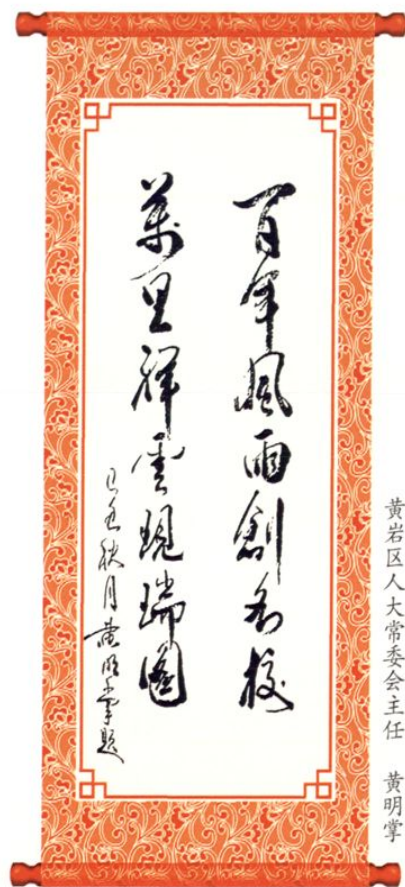 百年風雨創名校
萬里祥雲現瑞園
己丑秋月黄明掌題
黄岩区人大常委会主任 黄明掌